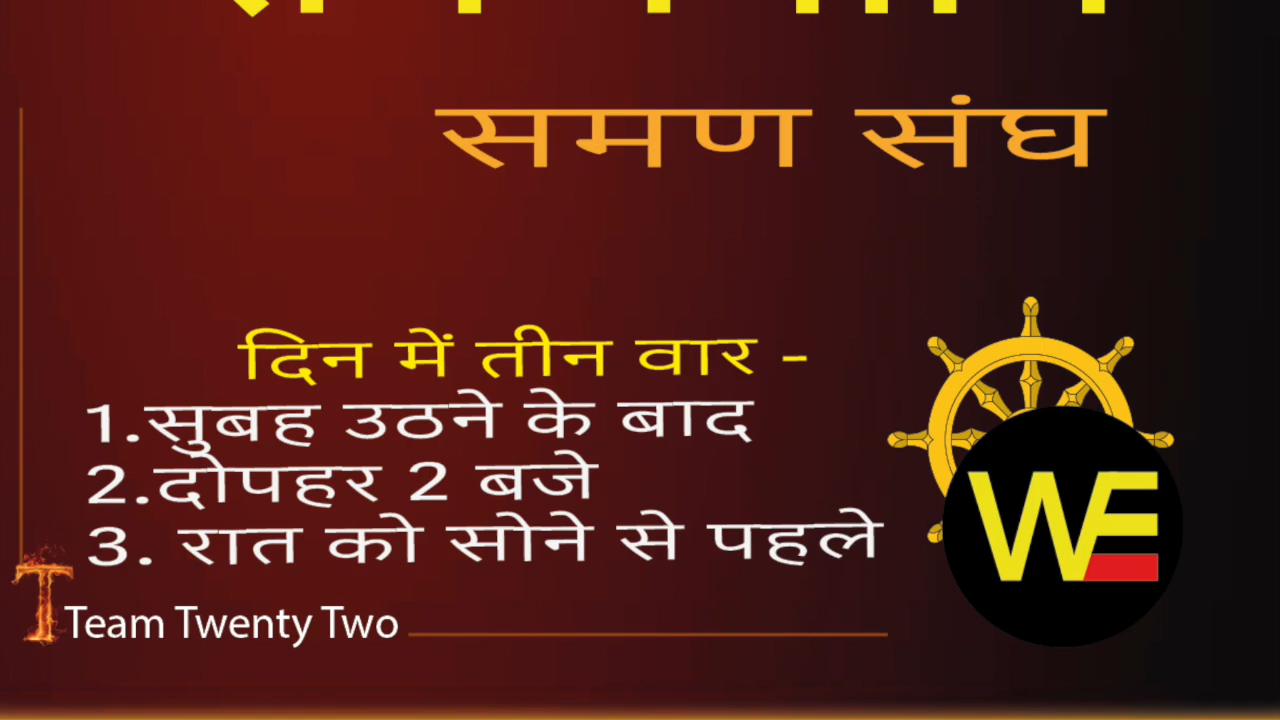 समण संघ
दिन में तीन वार -
1.सुबह उठने के बाद
2.दोपहर 2 बजे
3. रात को सोने से पहले
WE
T Team Twenty Two